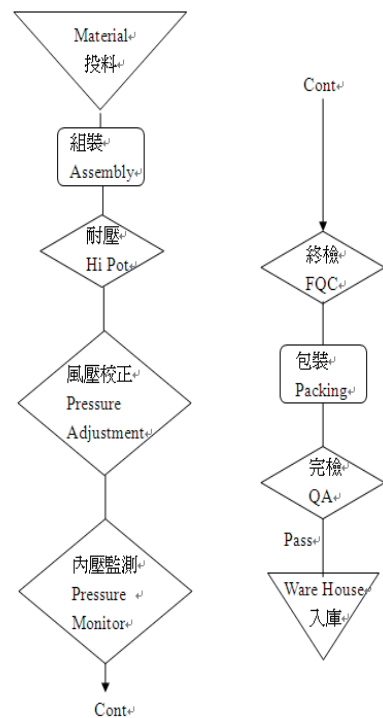 Material
投料
組裝
Assembly
耐壓
Hi Pot
風壓校正
Pressure
Adjustment
內壓監測
Pressure
Monitor
Cont
Cont
終檢
FQC
包裝
Packing
完檢
QA
Pass
Ware House
入庫